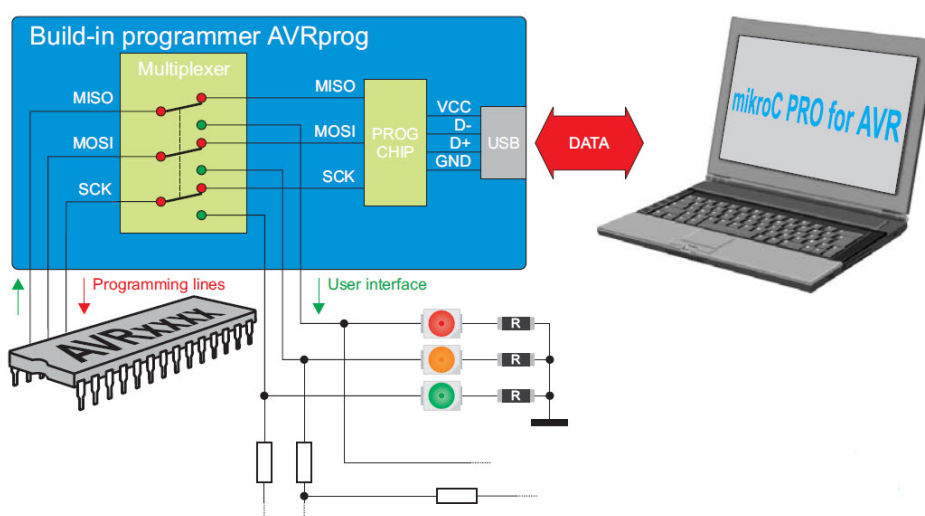 Build-in programmer AVRprog
Multiplexer
MISO
MISO
MOSI
MOSI
SCK
SCK
PROG
CHIP
VCC
D-
D+
GND
USB
DATA
mikroC PRO for AVR
Programming lines
User interface
AVRxxxx
R
R
R